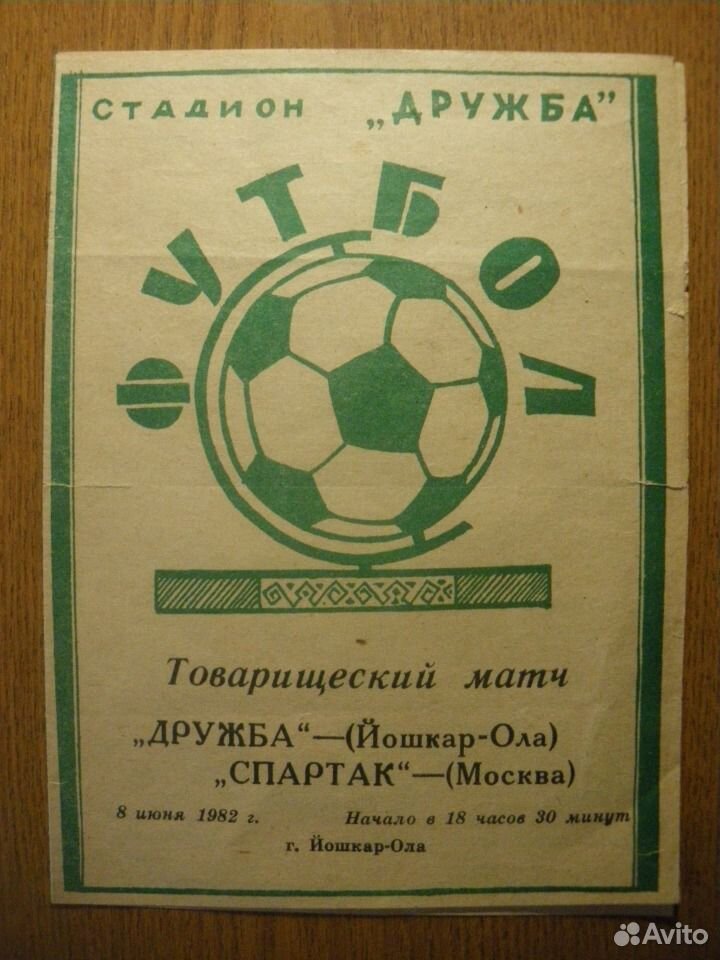 СТАДИОН „ДРУЖБА”
ФУТБОЛ
Товарищеский матч
„ДРУЖБА“—(Йошкар-Ола)
„СПАРТАК“—(Москва)
8 июня 1982 г. Начало в 18 часов 30 минут
г. Йошкар-Ола
Avito